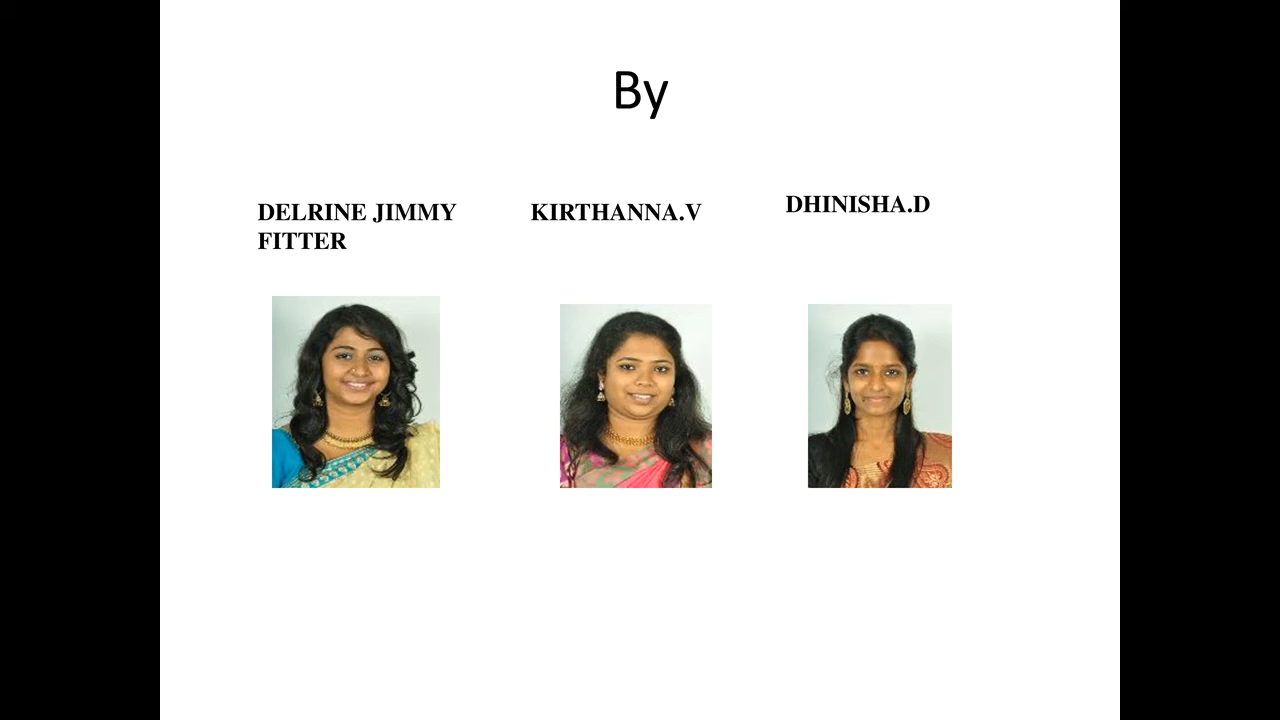 By
DELRINE JIMMY
FITTER
KIRTHANNA.V
DHINISHA.D